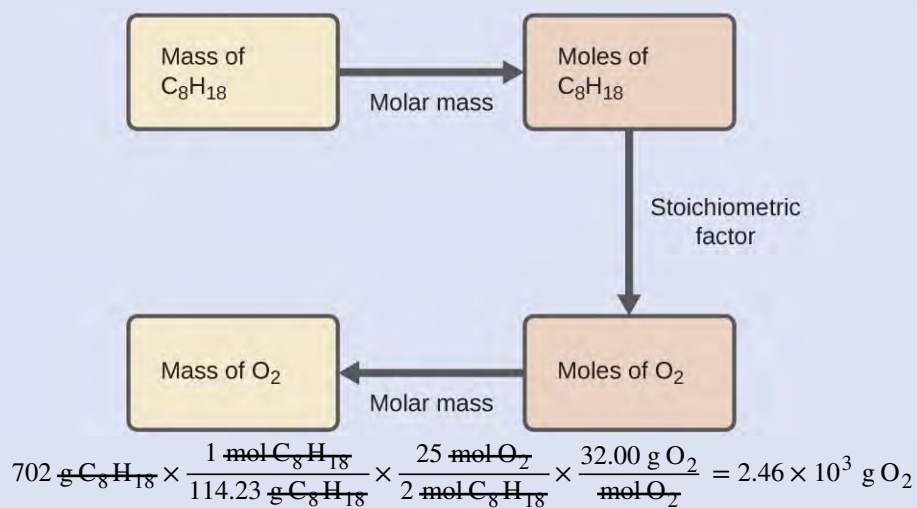 Mass of
C₈H₁₈
Molar mass
Moles of
C₈H₁₈
Stoichiometric
factor
Mass of O₂
Molar mass
Moles of O₂
702 g C₈H₁₈ × 1 mol C₈H₁₈ / 114.23 g C₈H₁₈ × 25 mol O₂ / 2 mol C₈H₁₈ × 32.00 g O₂ / mol O₂ = 2.46 × 10³ g O₂